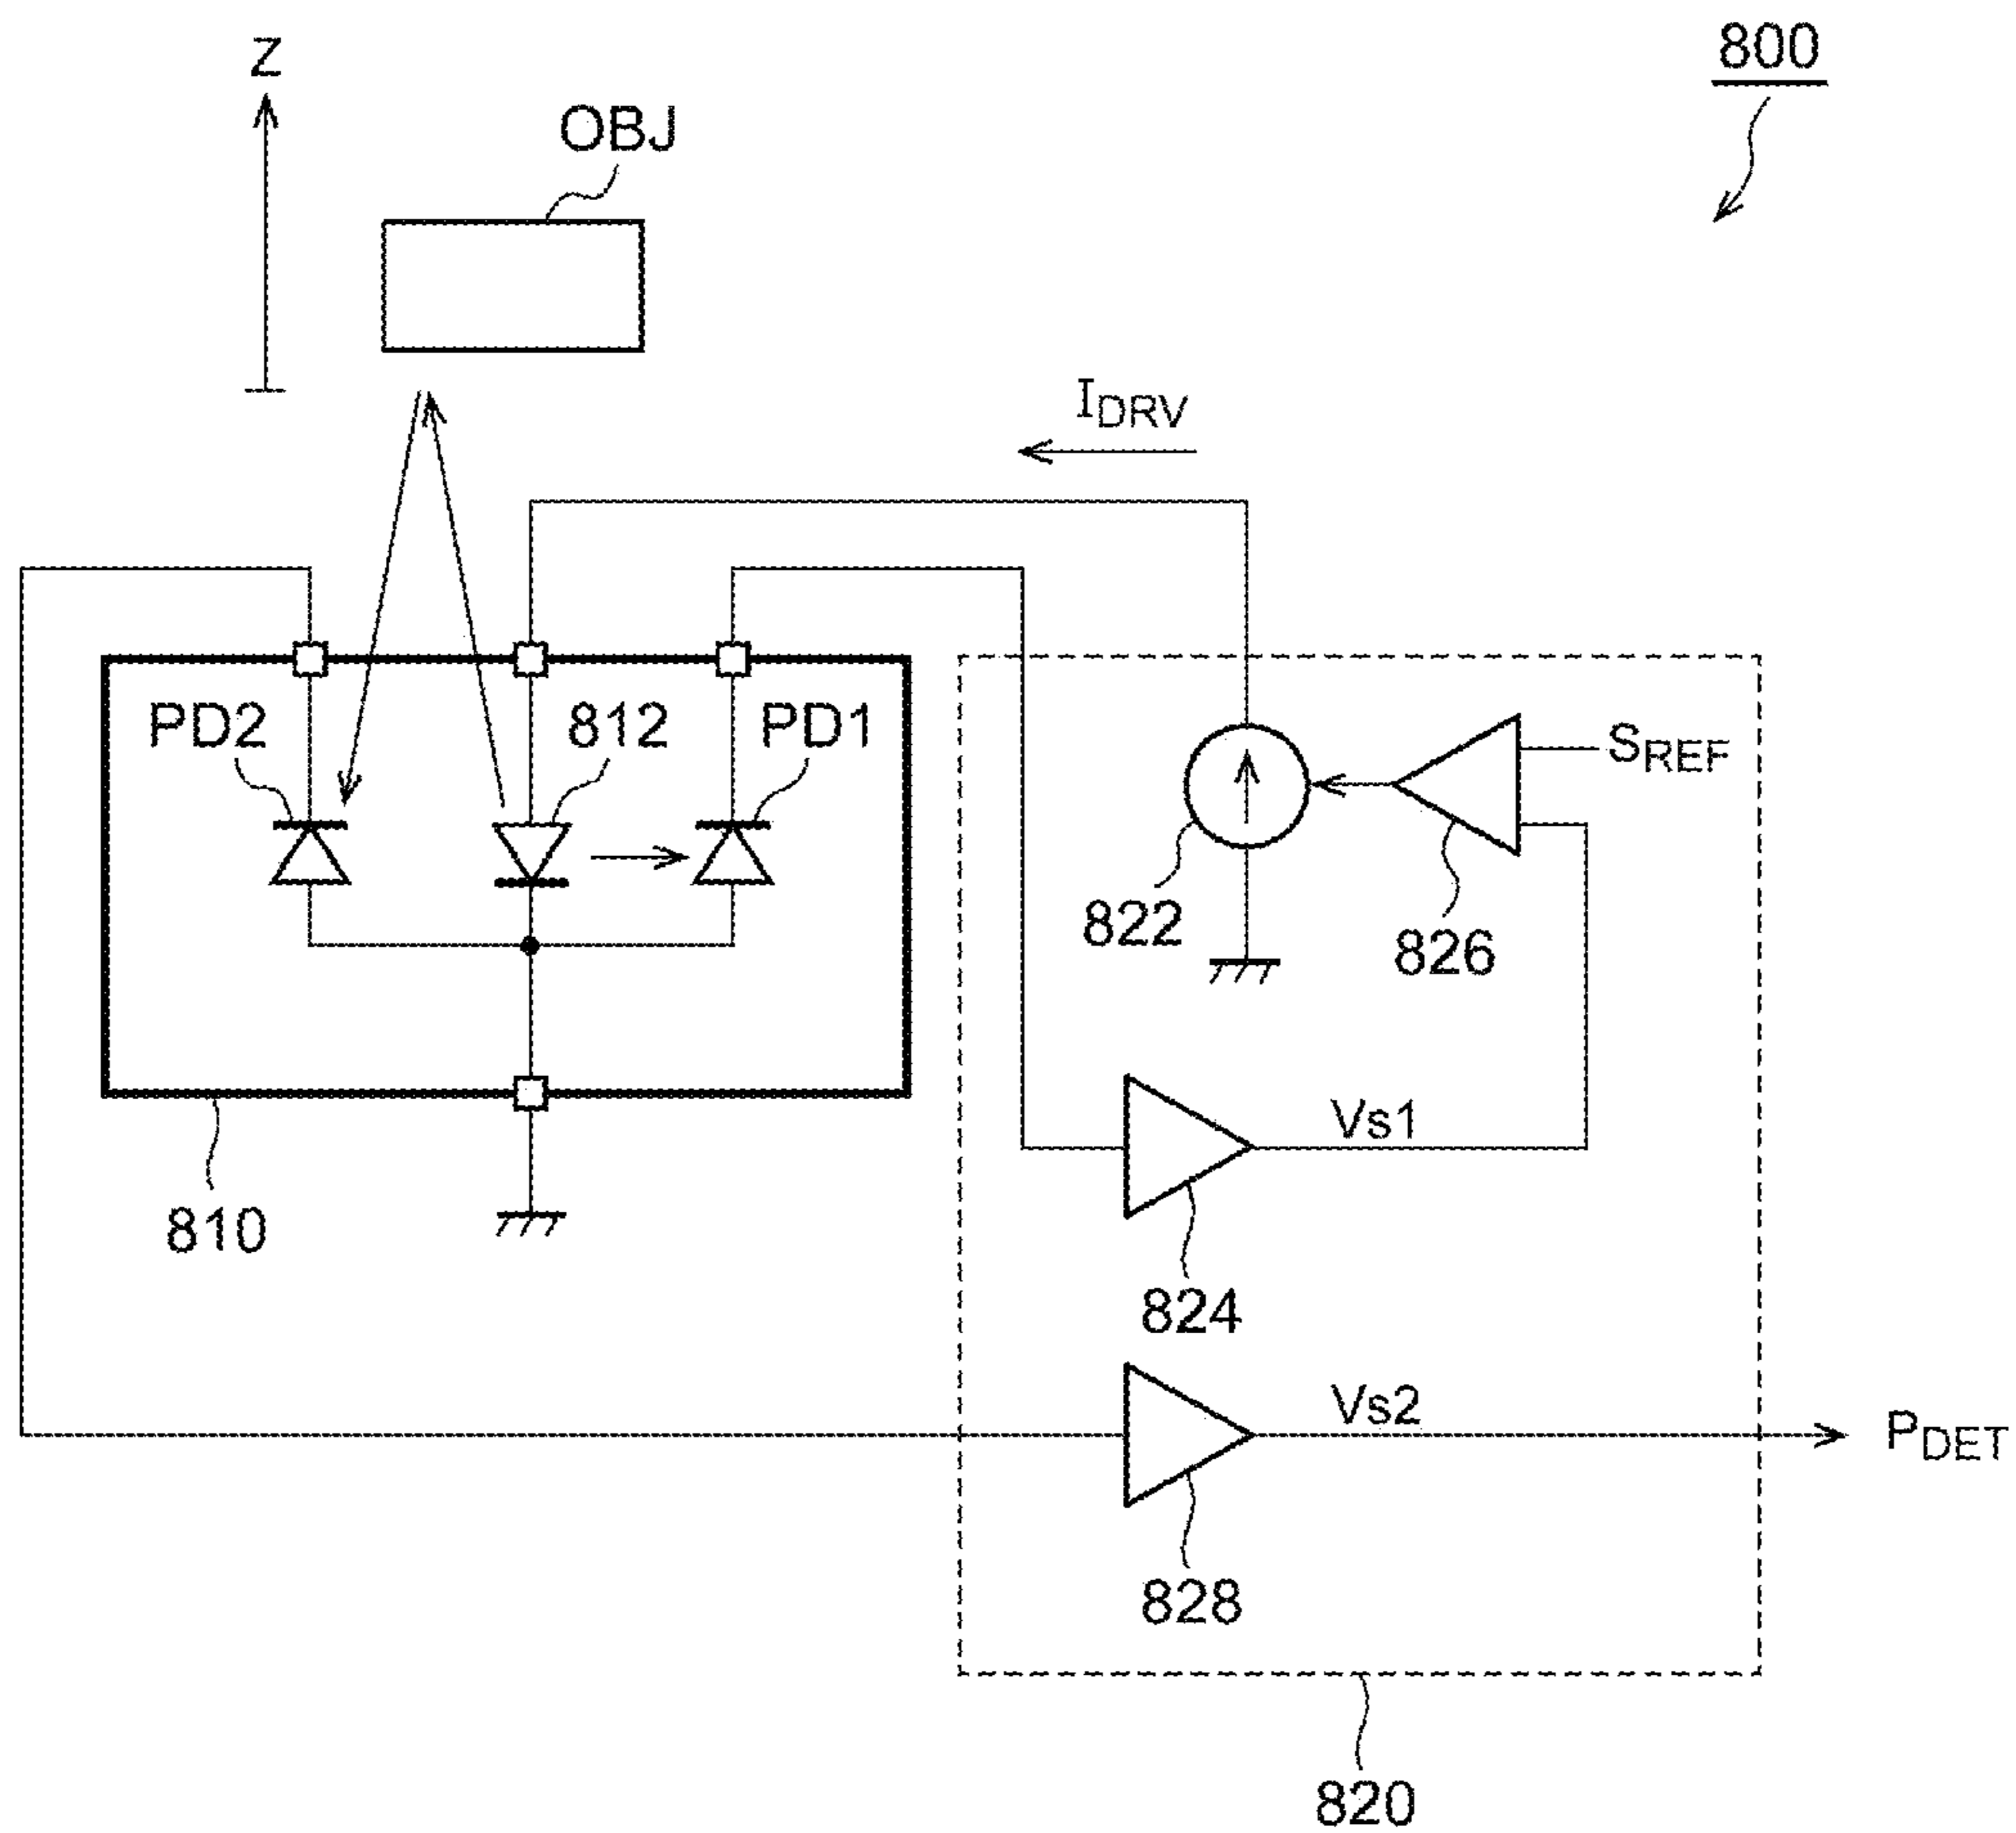 Z
800
OBJ
IDRV
PD2
812
PD1
SREF
822
826
Vs1
810
824
Vs2
PDET
828
820